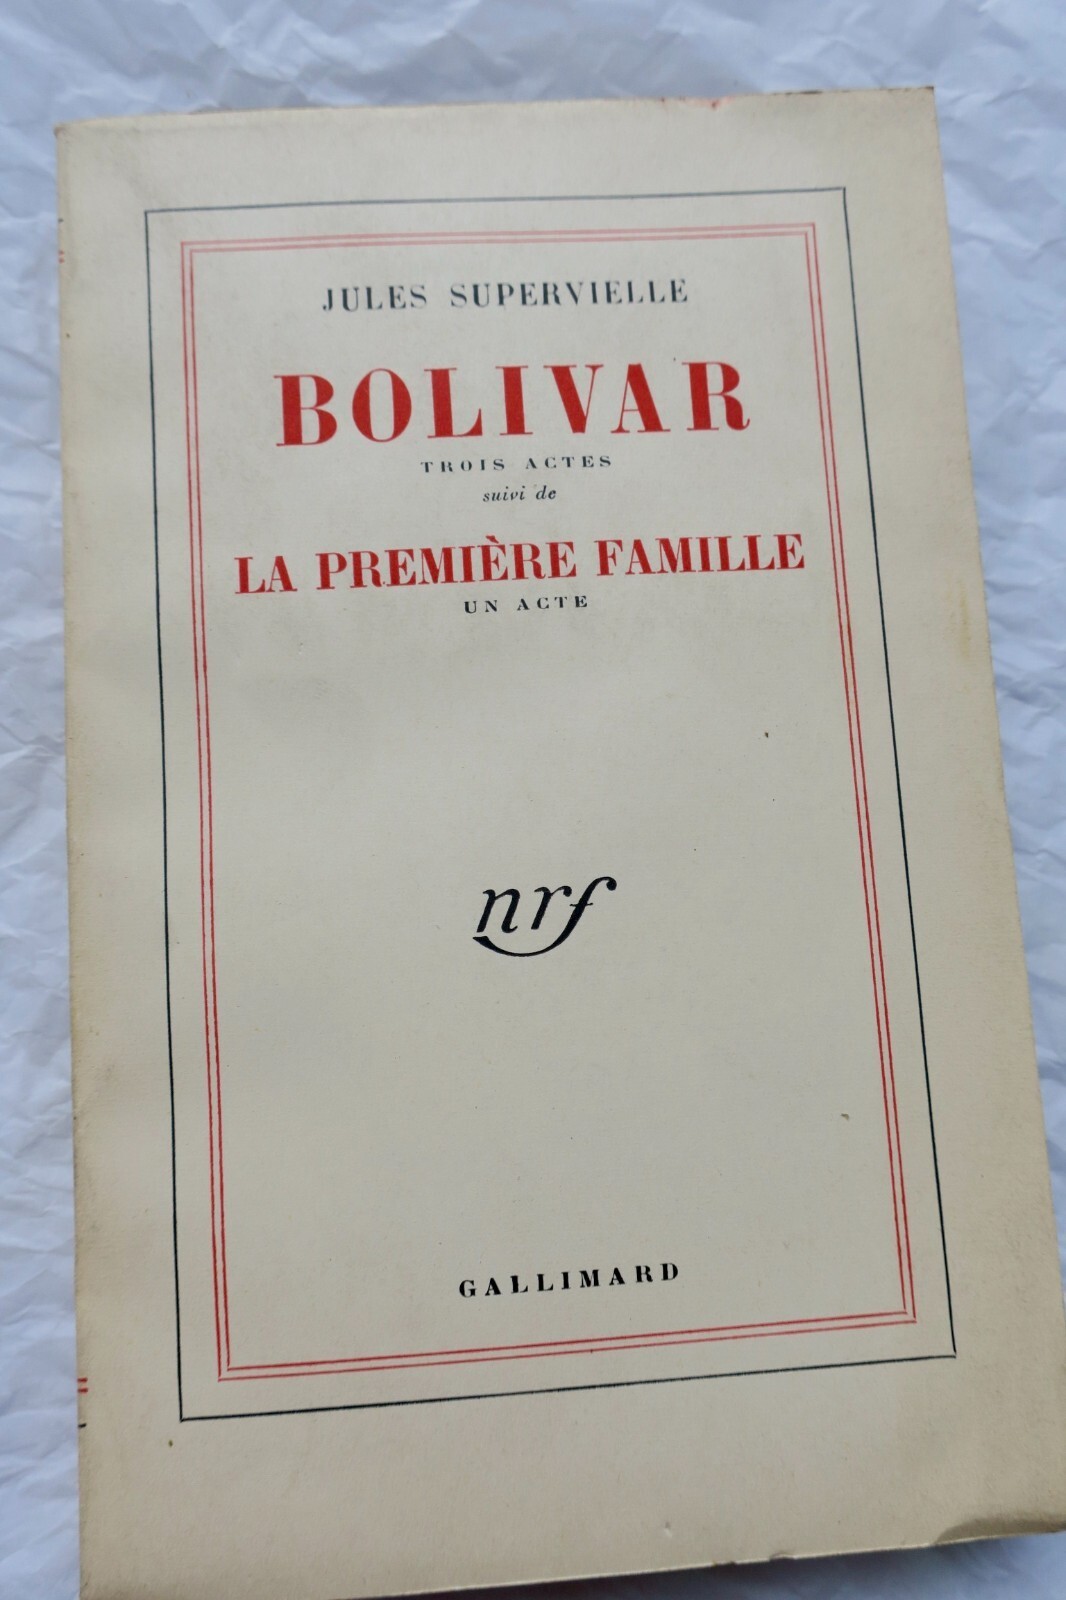 JULES SUPERVIELLE
BOLIVAR
TROIS ACTES
suivi de
LA PREMIÈRE FAMILLE
UN ACTE
nrf
GALLIMARD